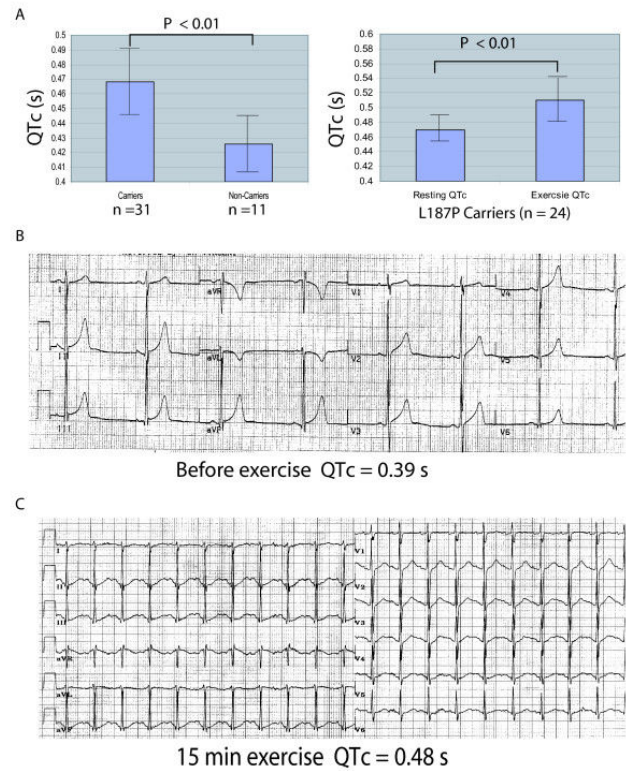 A
P < 0.01
QTc (s)
0.5
0.49
0.48
0.47
0.46
0.45
0.44
0.43
0.42
0.41
0.4
Carriers
Non-Carriers
n =31
n =11
P < 0.01
QTc (s)
0.6
0.58
0.56
0.54
0.52
0.5
0.48
0.46
0.44
0.42
0.4
Resting QTc
Exercsie QTc
L187P Carriers (n = 24)
B
I
aVR
V1
V4
II
aVL
V2
V5
III
aVF
V3
V6
Before exercise QTc = 0.39 s
C
I
V1
II
V2
III
V3
aVR
V4
aVL
V5
aVF
V6
15 min exercise QTc = 0.48 s